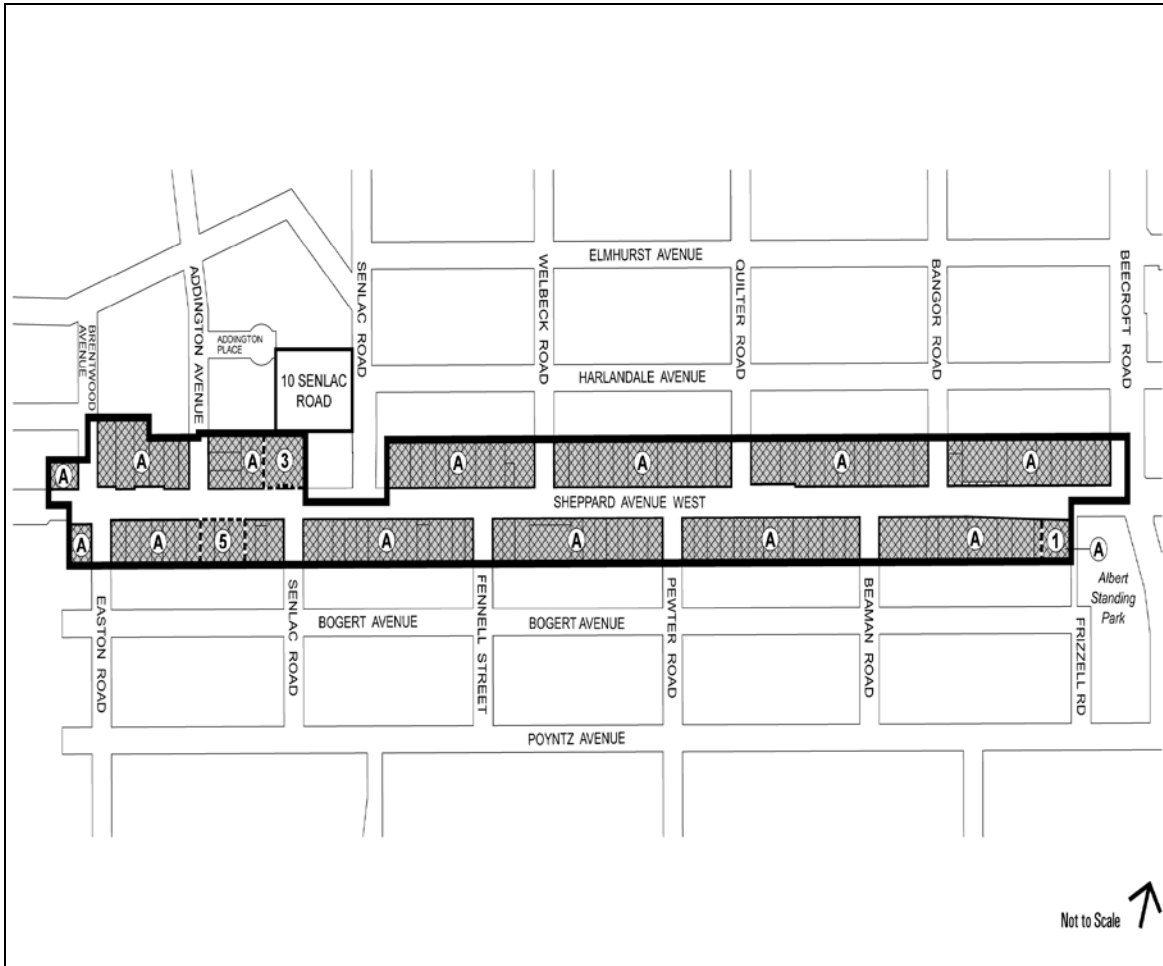 ELMHURST AVENUE
ADDINGTON AVENUE
SENLAC ROAD
WELBECK ROAD
QUILTER ROAD
BANGOR ROAD
BEECROFT ROAD
BRENTWOOD
AVENUE
ADDINGTON
PLACE
10 SENLAC
ROAD
HARLANDALE AVENUE
A
A
A
3
A
A
A
A
SHEPPARD AVENUE WEST
A
A
5
A
A
A
A
1
A
Albert
Standing
Park
EASTON ROAD
SENLAC ROAD
BOGERT AVENUE
FENNELL STREET
BOGERT AVENUE
PEWTER ROAD
BEAMAN ROAD
FRIZZELL RD
POYNTZ AVENUE
Not to Scale